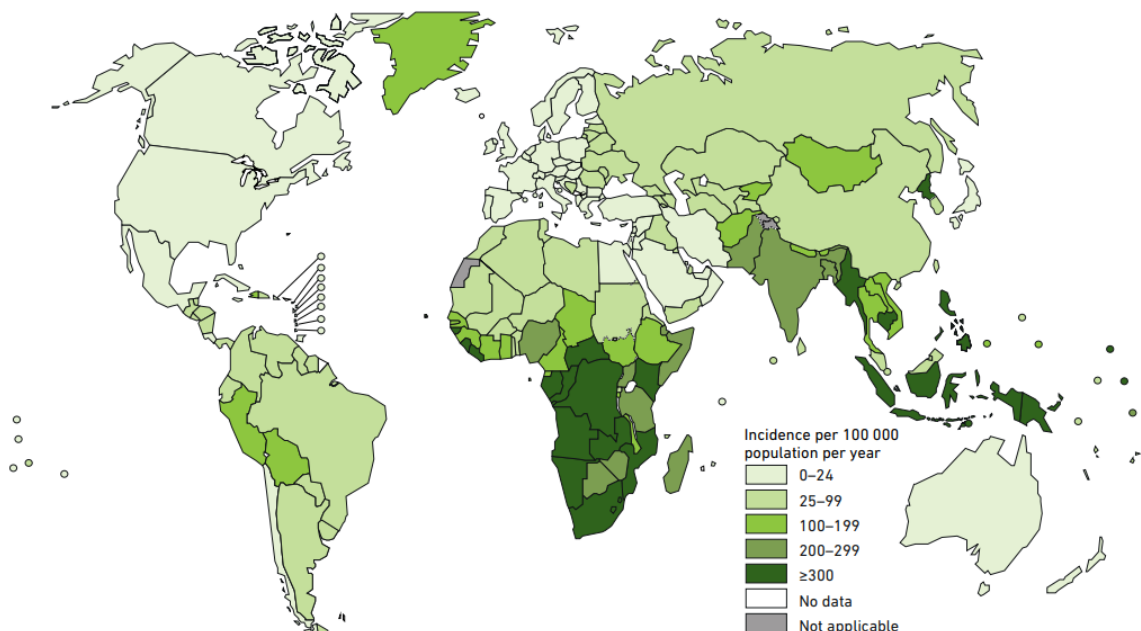 Incidence per 100 000
population per year
0–24
25–99
100–199
200–299
≥300
No data
Not applicable